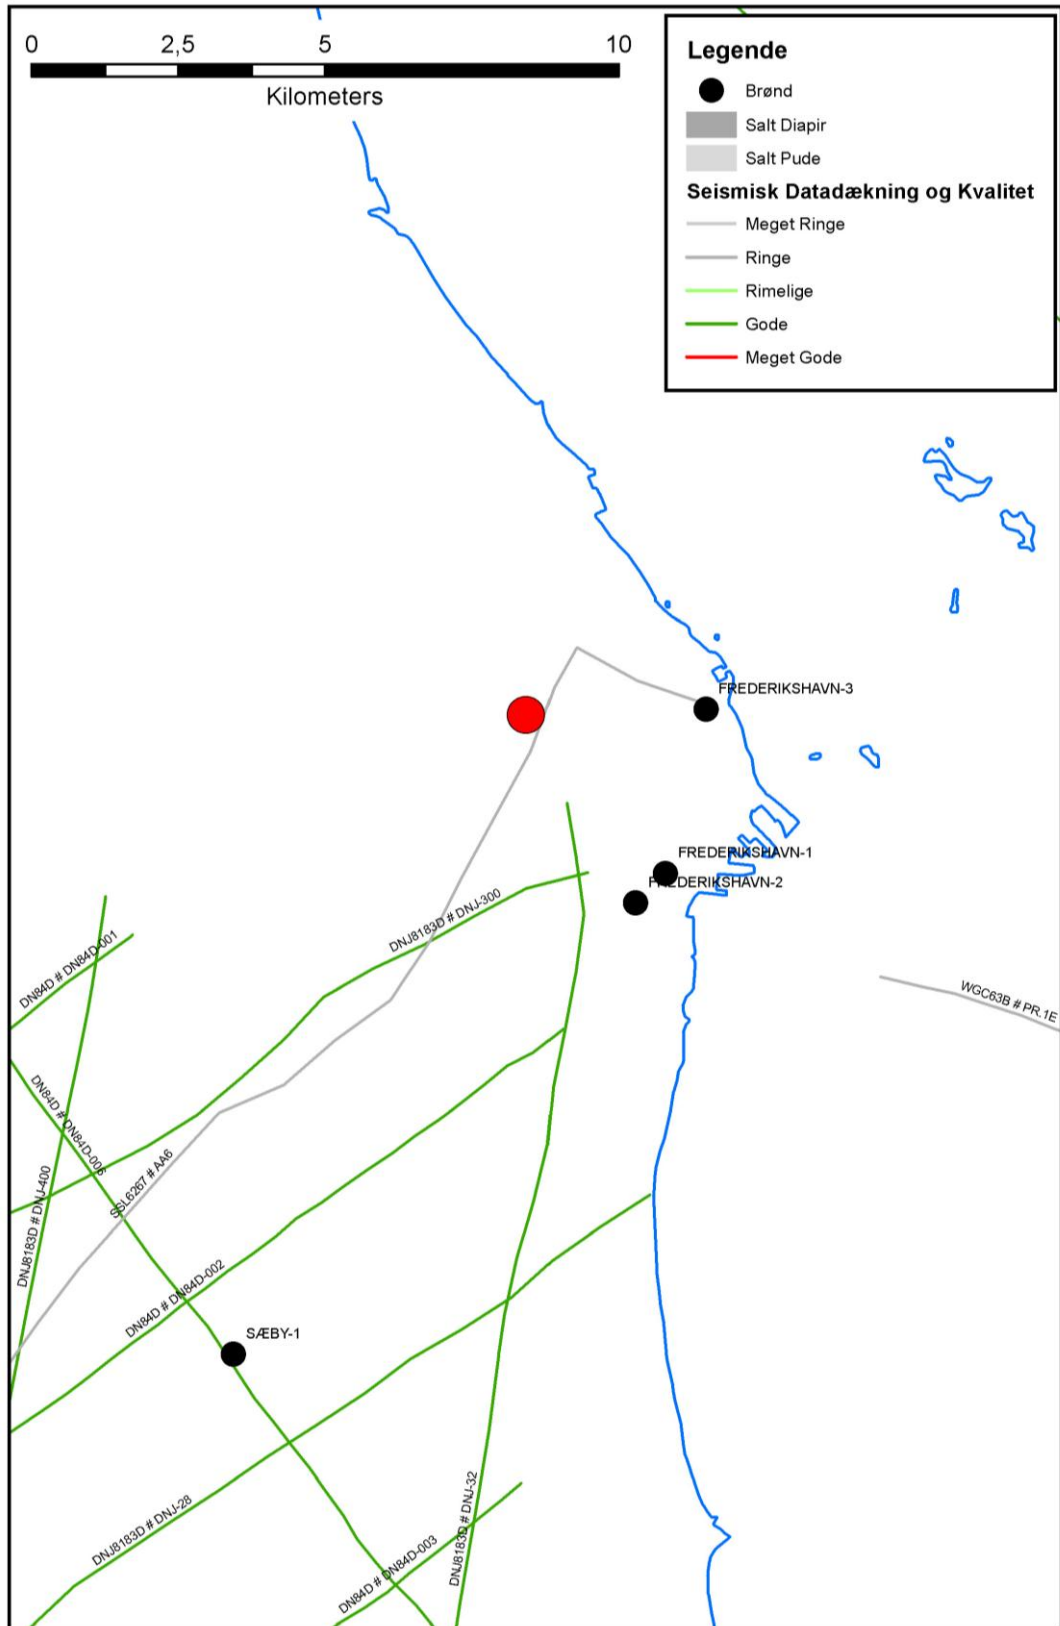 0 2,5 5 10
Kilometers
Legende
Brønd
Salt Diapir
Salt Pude
Seismisk Datadækning og Kvalitet
Meget Ringe
Ringe
Rimelige
Gode
Meget Gode
FREDERIKSHAVN-3
FREDERIKSHAVN-1
FREDERIKSHAVN-2
DNJ8183D # DNJ-300
DN84D # DN84D-001
WGC63B # PR.1E
DN84D # DN84D-006
SSL6267 # AA6
DNJ8183D # DNJ-400
DN84D # DN84D-002
SÆBY-1
DNJ8183D # DNJ-28
DNJ8183D # DNJ-32
DN84D # DN84D-003